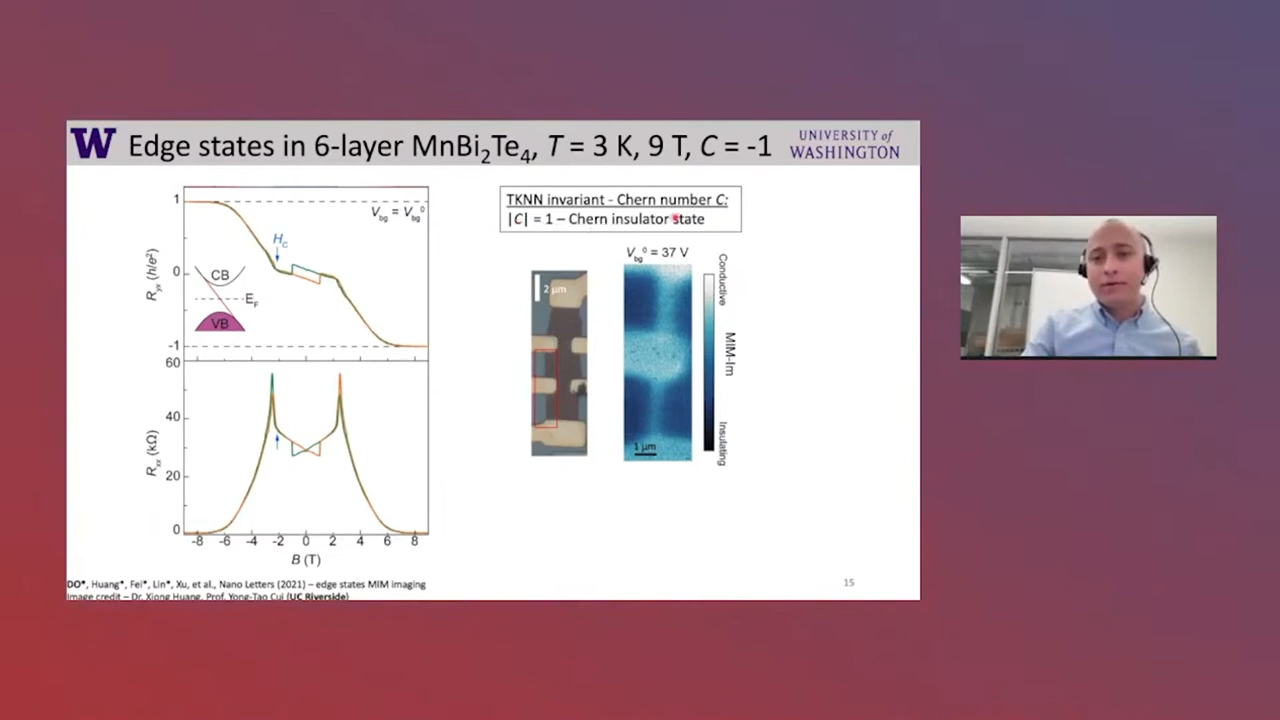 W Edge states in 6-layer MnBi2Te4, T = 3 K, 9 T, C = -1
UNIVERSITY of
WASHINGTON
1
Vbg = Vbg0
HC
Ryx (h/e2)
0
CB
EF
VB
-1
60
40
Rxx (kΩ)
20
0
-8 -6 -4 -2 0 2 4 6 8
B (T)
TKNN invariant - Chern number C:
|C| = 1 – Chern insulator state
Vbg0 = 37 V
2 μm
1 μm
Conductive
MIM-Im
Insulating
DO*, Huang*, Fei*, Lin*, Xu, et al., Nano Letters (2021) – edge states MIM imaging
Image credit – Dr. Xiong Huang, Prof. Yong-Tao Cui (UC Riverside)
15